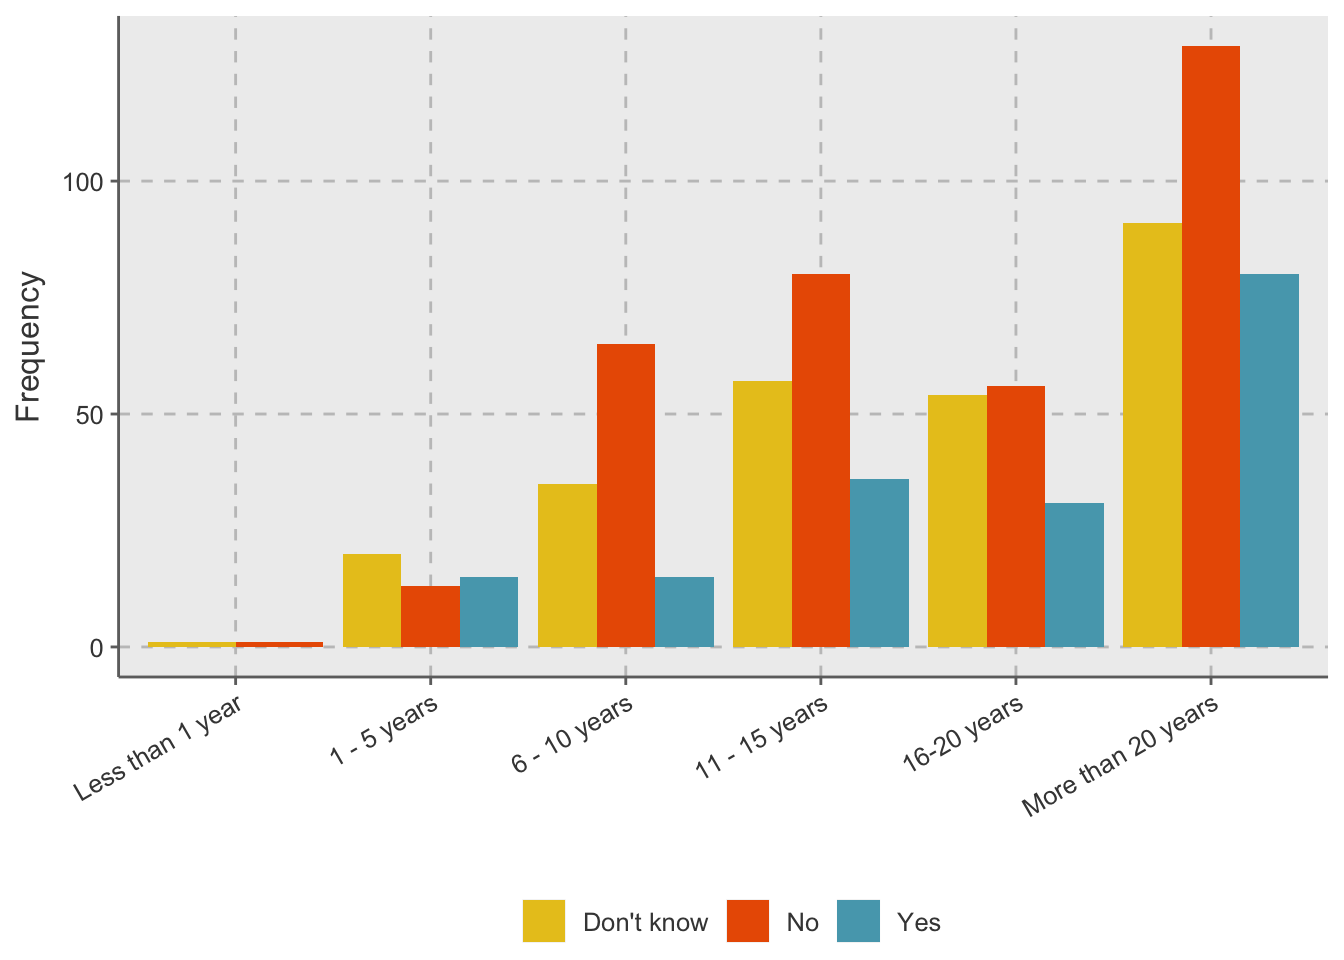 Frequency
100
50
0
Less than 1 year
1 - 5 years
6 - 10 years
11 - 15 years
16-20 years
More than 20 years
Don't know
No
Yes